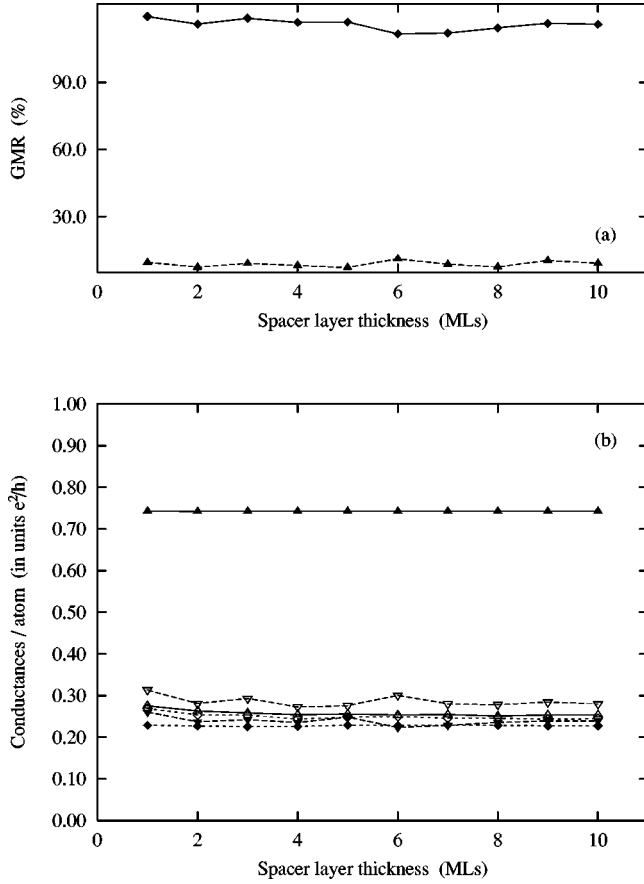 90.0
60.0
30.0
GMR (%)
(a)
0 2 4 6 8 10
Spacer layer thickness (MLs)
1.00
0.90
0.80
0.70
0.60
0.50
0.40
0.30
0.20
0.10
0.00
Conductances / atom (in units e²/h)
(b)
0 2 4 6 8 10
Spacer layer thickness (MLs)